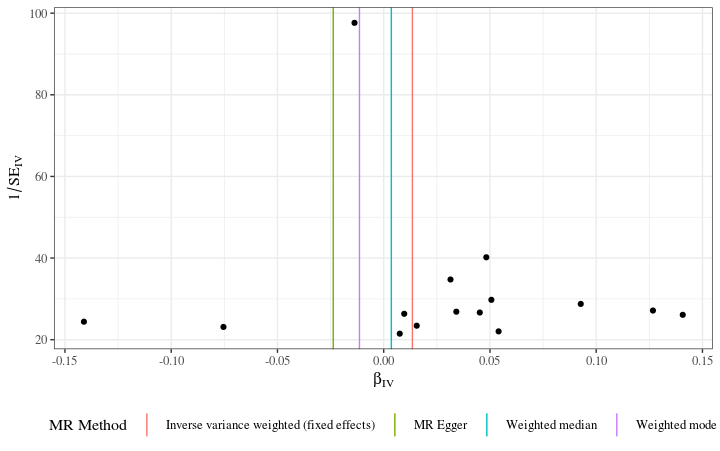 100
80
60
40
20
1/SE_IV
-0.15 -0.10 -0.05 0.00 0.05 0.10 0.15
β_IV
MR Method Inverse variance weighted (fixed effects) MR Egger Weighted median Weighted mode